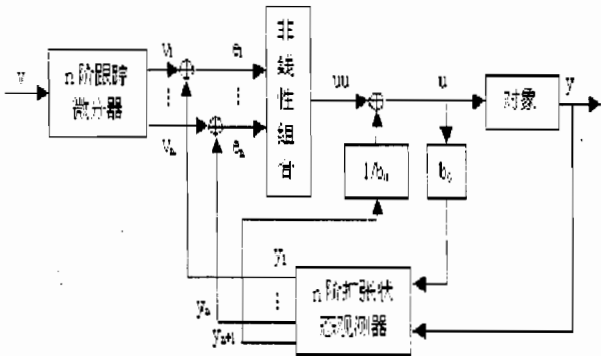 v
n阶跟踪
微分器
v₁
⋮
vₙ
e₁
⋮
eₙ
非线性组合
uu
u
对象
y
1/b₀
b₀
y₁
⋮
yₙ
yₙ₊₁
n阶扩张状
态观测器